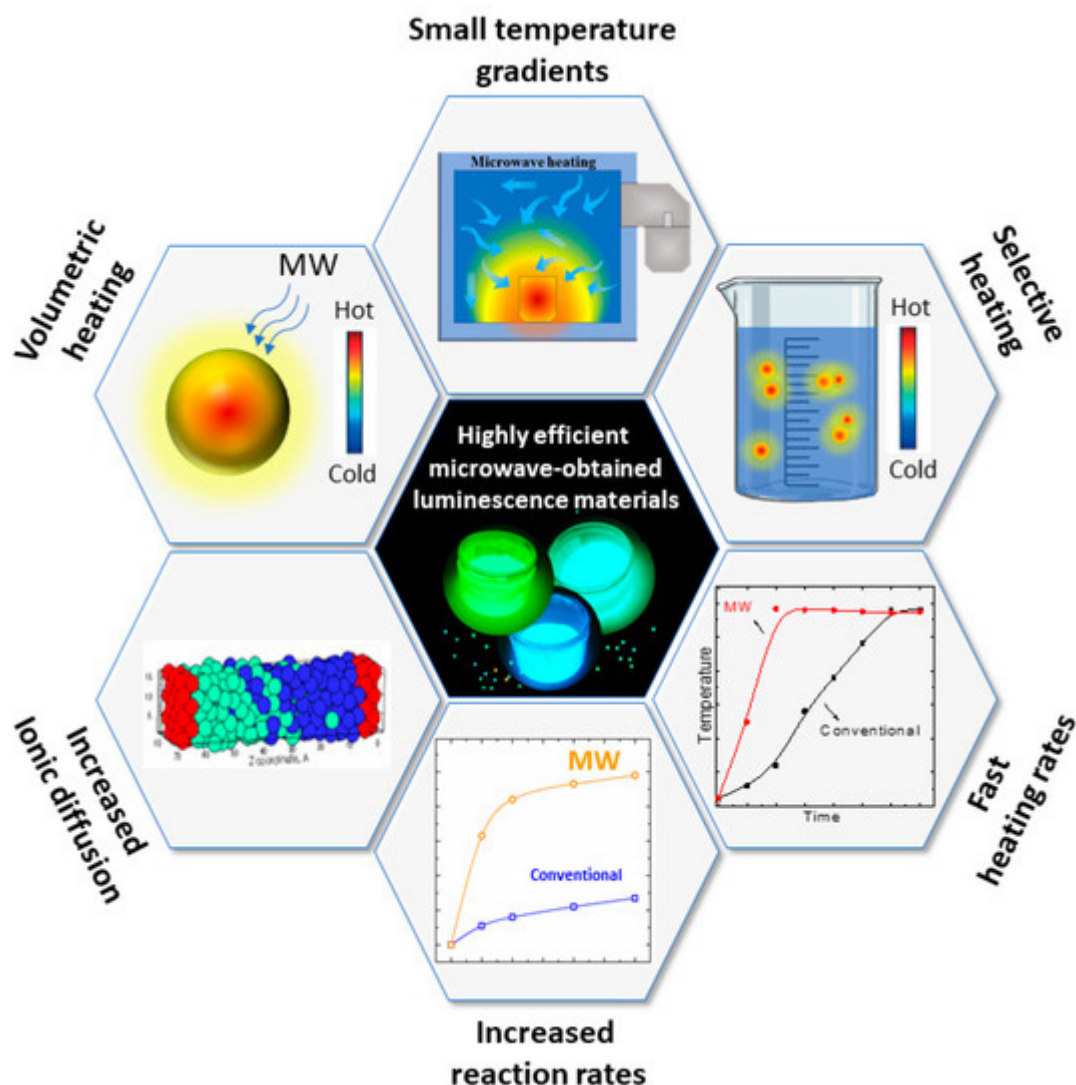 Small temperature
gradients
Microwave heating
Volumetric
heating
MW
Hot
Cold
Selective
heating
Hot
Cold
Highly efficient
microwave-obtained
luminescence materials
Increased
Ionic diffusion
Z coordinate, A
MW
Conventional
Increased
reaction rates
MW
Conventional
Temperature
Time
Fast
heating rates